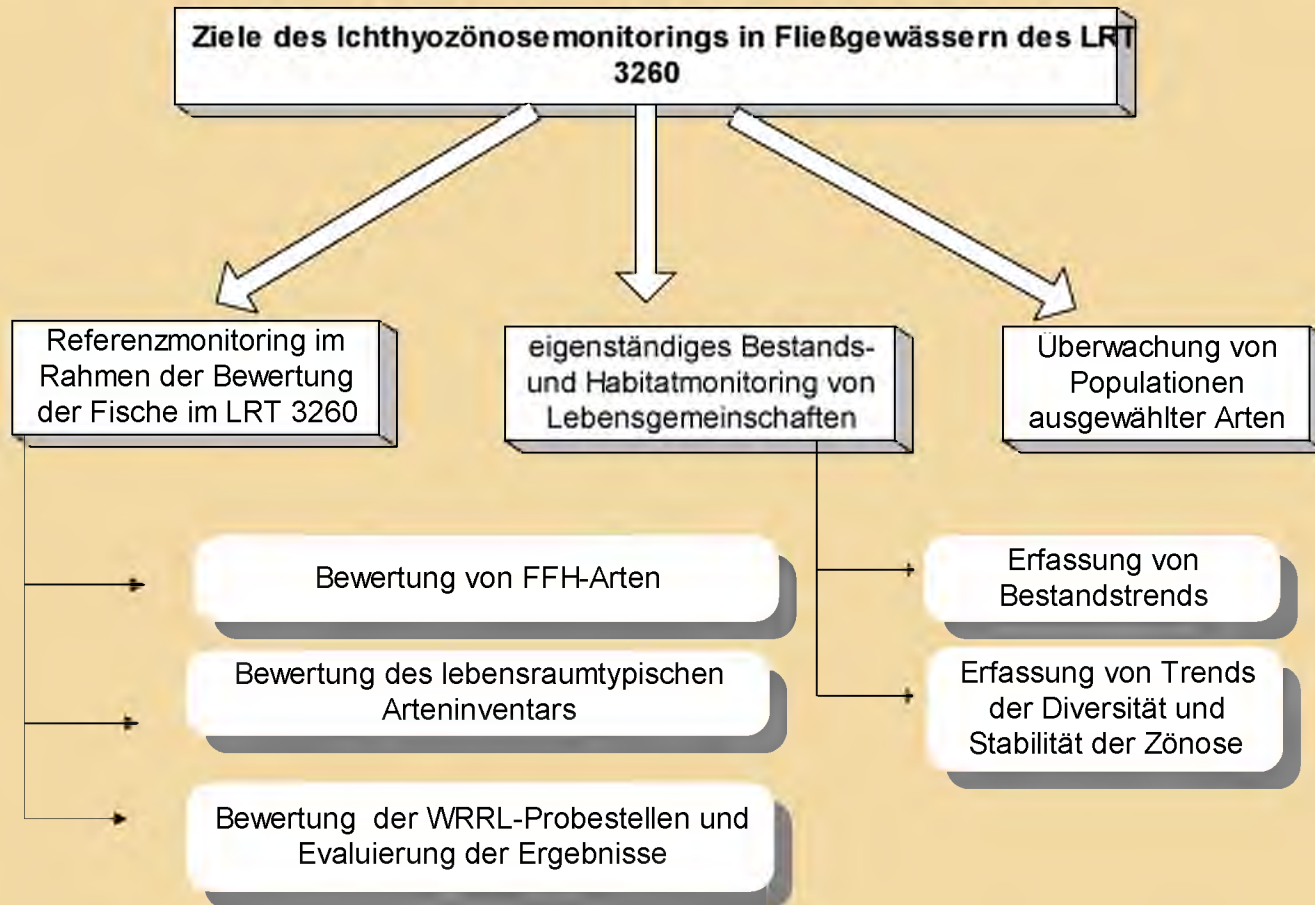 Ziele des Ichthyozönosemonitorings in Fließgewässern des LRT
3260
Referenzmonitoring im
Rahmen der Bewertung
der Fische im LRT 3260
eigenständiges Bestands-
und Habitatmonitoring von
Lebensgemeinschaften
Überwachung von
Populationen
ausgewählter Arten
Bewertung von FFH-Arten
Bewertung des lebensraumtypischen
Arteninventars
Bewertung der WRRL-Probestellen und
Evaluierung der Ergebnisse
Erfassung von
Bestandstrends
Erfassung von Trends
der Diversität und
Stabilität der Zönose